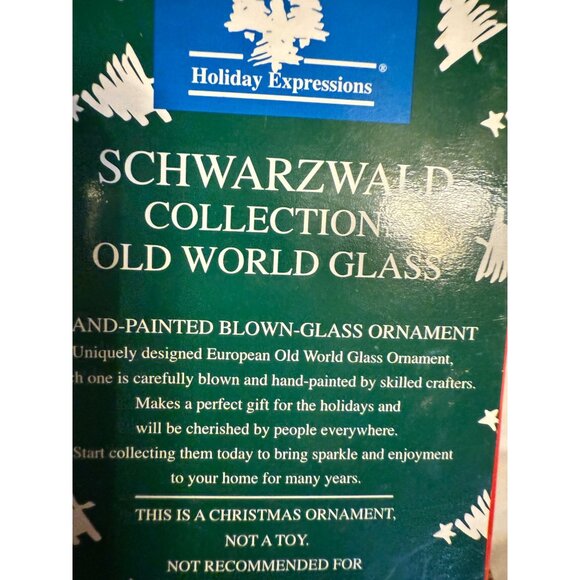 Holiday Expressions®
SCHWARZWALD
COLLECTION
OLD WORLD GLASS
AND-PAINTED BLOWN-GLASS ORNAMENT
Uniquely designed European Old World Glass Ornament,
ch one is carefully blown and hand-painted by skilled crafters.
Makes a perfect gift for the holidays and
will be cherished by people everywhere.
Start collecting them today to bring sparkle and enjoyment
to your home for many years.
THIS IS A CHRISTMAS ORNAMENT,
NOT A TOY.
NOT RECOMMENDED FOR